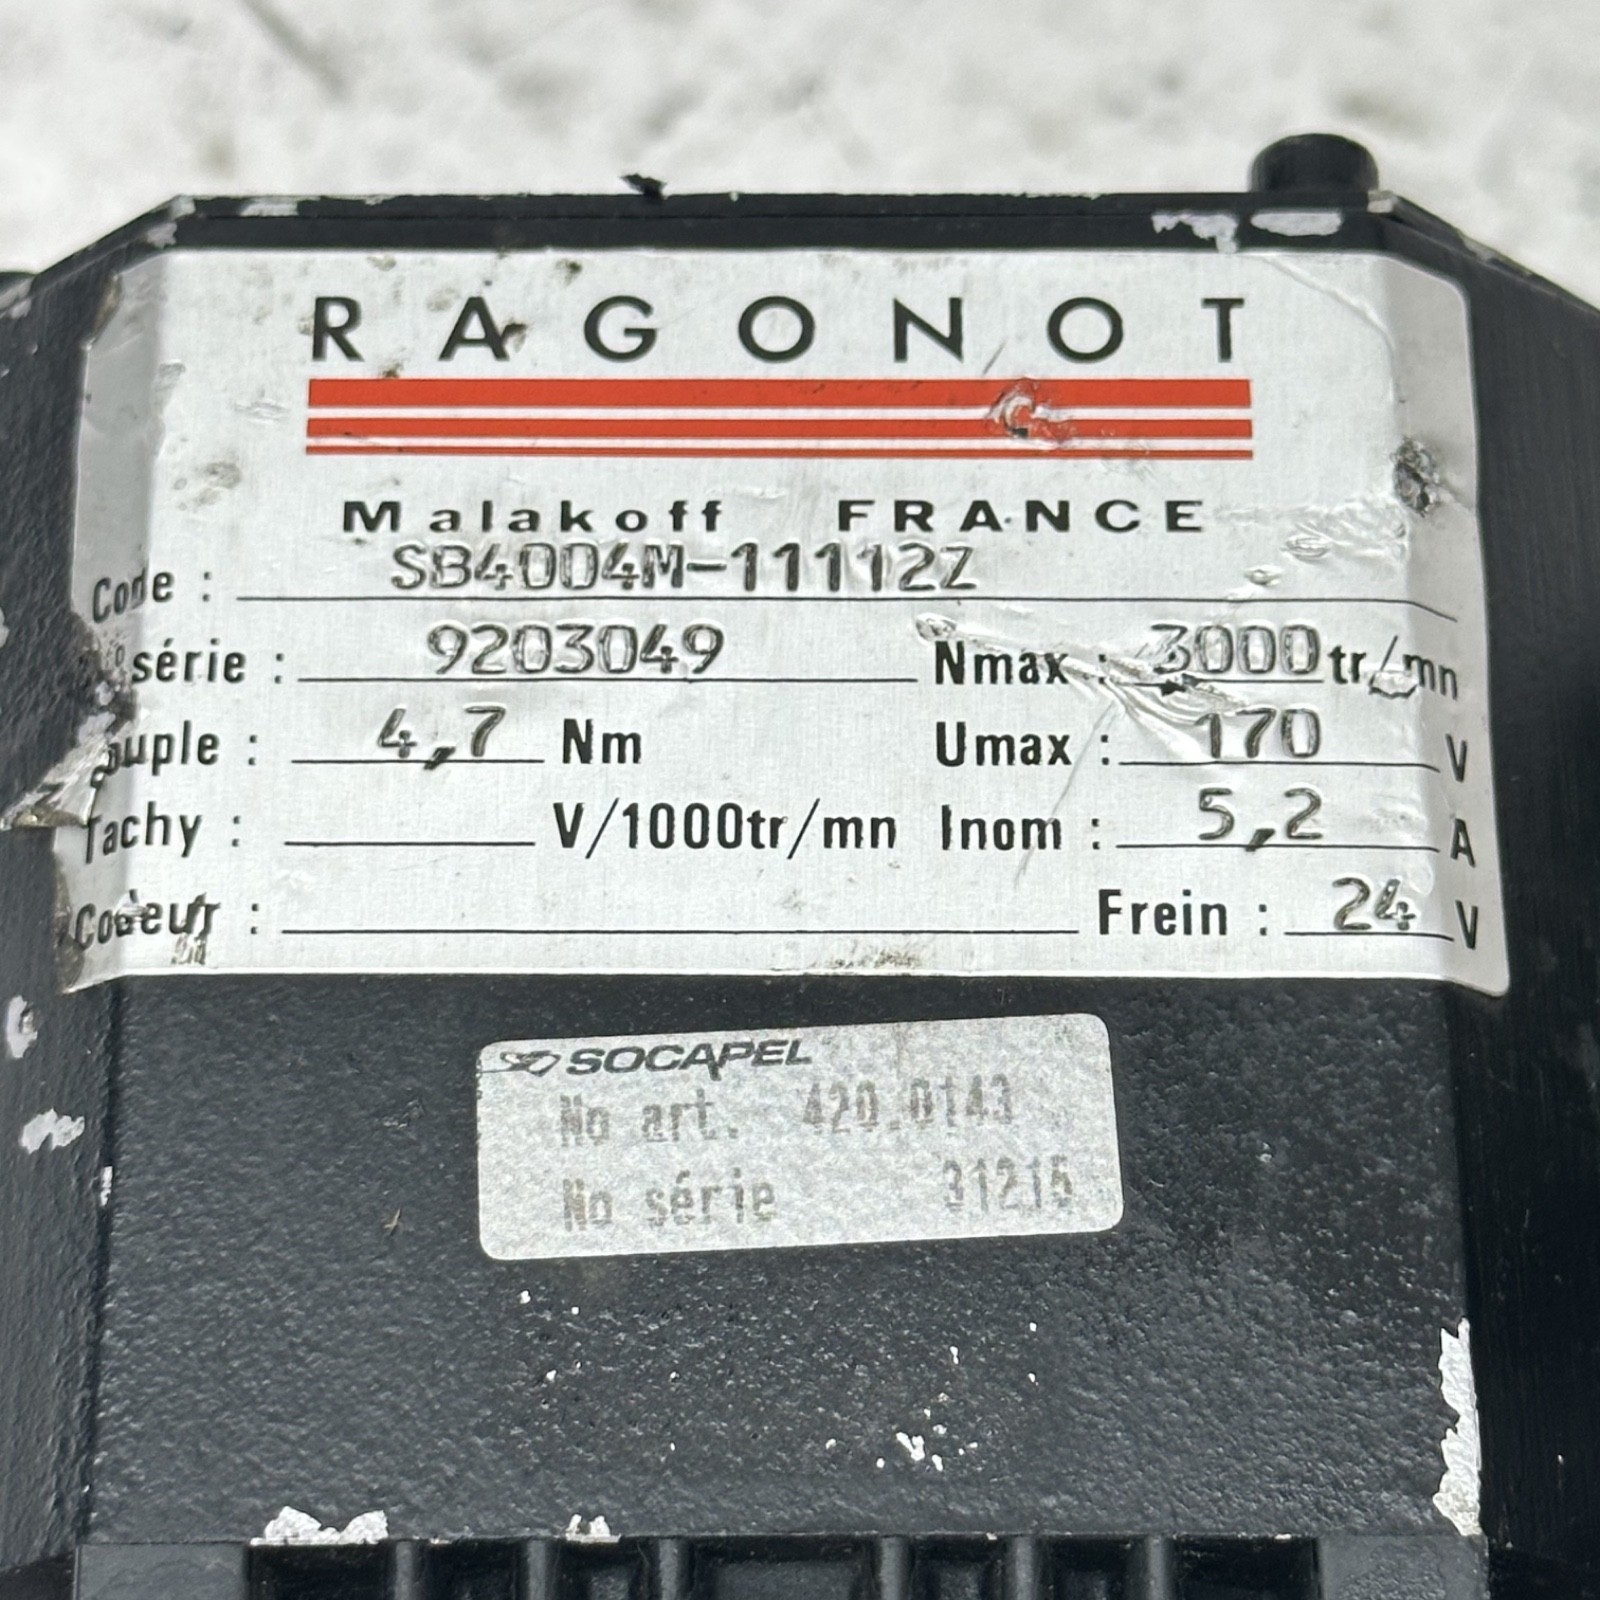 RAGONOT
Malakoff FRANCE
Code : SB4004M-11112Z
°série : 9203049 Nmax : 3000 tr/mn
ouple : 4,7 Nm Umax : 170 V
Tachy : V/1000tr/mn Inom : 5,2 A
Codeur : Frein : 24 V
SOCAPEL
No art. 420.0143
No série 31215